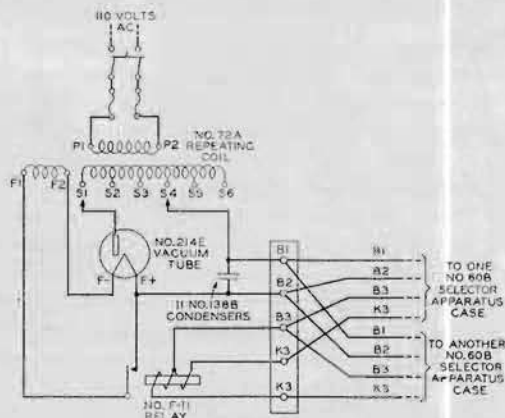 110 VOLTS
AC
P1 P2
NO. 72A
REPEATING
COIL
F1 F2
S1 S2 S3 S4 S5 S6
NO. 214E
VACUUM
TUBE
F- F+
11 NO. 138B
CONDENSERS
B1
B2
B3
K3
K3
NO. F-11
RELAY
B1
B2
B3
K3
TO ONE
NO. 60B
SELECTOR
APPARATUS
CASE
B1
B2
B3
K3
TO ANOTHER
NO. 60B
SELECTOR
APPARATUS
CASE